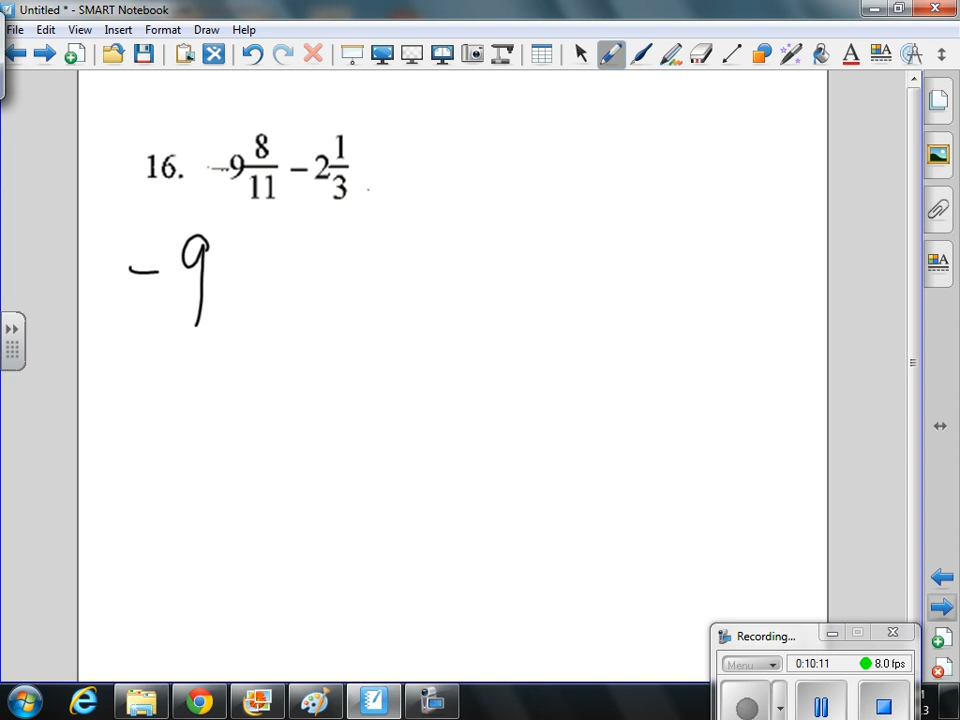 Untitled * - SMART Notebook
File Edit View Insert Format Draw Help
16. -9 8/11 - 2 1/3
- 9
Recording...
Menu 0:10:11 8.0 fps